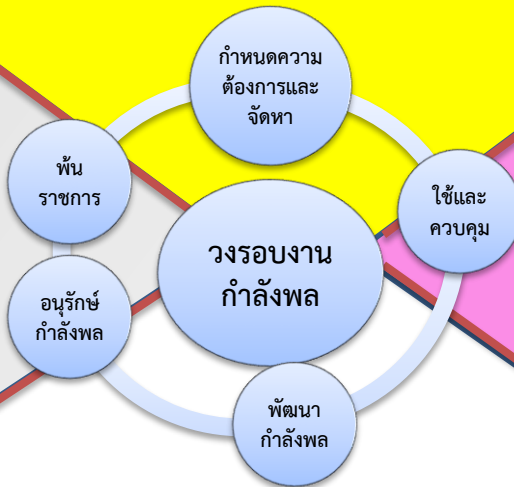 กำหนดความ
ต้องการและ
จัดหา
พ้น
ราชการ
ใช้และ
ควบคุม
วงรอบงาน
กำลังพล
อนุรักษ์
กำลังพล
พัฒนา
กำลังพล